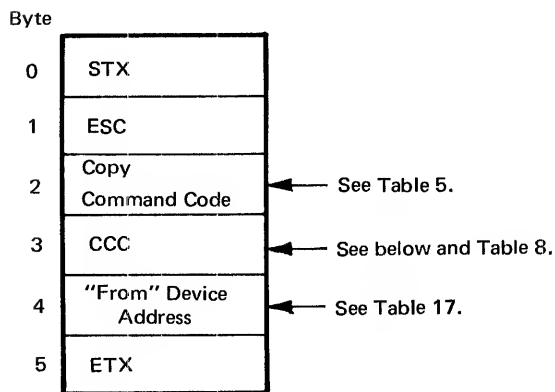 Byte
0 STX
1 ESC
2 Copy
Command Code
See Table 5.
3 CCC
See below and Table 8.
4 "From" Device
Address
See Table 17.
5 ETX